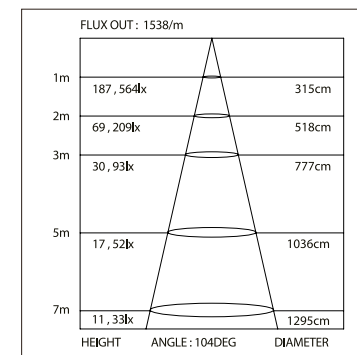 FLUX OUT : 1538/m
1m
187 , 564lx 315cm
2m
69 , 209lx 518cm
3m
30 , 93lx 777cm
5m
17 , 52lx 1036cm
7m
11 , 33lx 1295cm
HEIGHT ANGLE : 104DEG DIAMETER